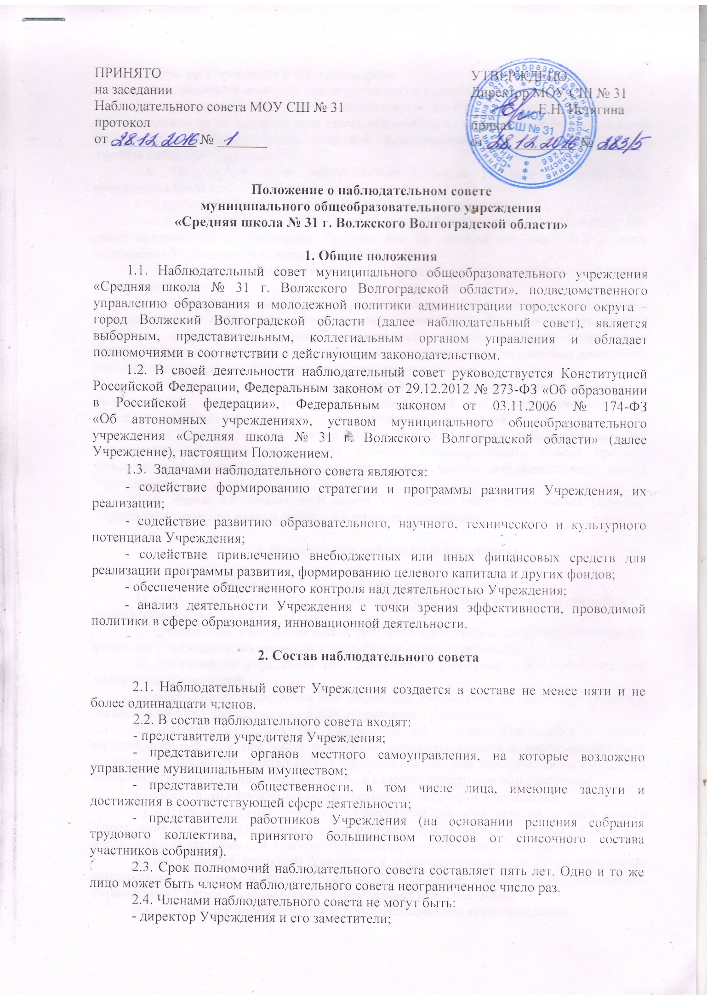 ПРИНЯТО
на заседании
Наблюдательного совета МОУ СШ № 31
протокол
от 28.12.2016 № 1
УТВЕРЖДЕНО
Директор МОУ СШ № 31
Е.Н. Истягина
приказ
от 28.12.2016 № 283/5
МОУ
СШ № 31
Положение о наблюдательном совете
муниципального общеобразовательного учреждения
«Средняя школа № 31 г. Волжского Волгоградской области»
1. Общие положения
1.1. Наблюдательный совет муниципального общеобразовательного учреждения
«Средняя школа № 31 г. Волжского Волгоградской области», подведомственного
управлению образования и молодежной политики администрации городского округа –
город Волжский Волгоградской области (далее наблюдательный совет), является
выборным, представительным, коллегиальным органом управления и обладает
полномочиями в соответствии с действующим законодательством.
1.2. В своей деятельности наблюдательный совет руководствуется Конституцией
Российской Федерации, Федеральным законом от 29.12.2012 № 273-ФЗ «Об образовании
в Российской федерации», Федеральным законом от 03.11.2006 № 174-ФЗ
«Об автономных учреждениях», уставом муниципального общеобразовательного
учреждения «Средняя школа № 31 г. Волжского Волгоградской области» (далее
Учреждение), настоящим Положением.
1.3. Задачами наблюдательного совета являются:
- содействие формированию стратегии и программы развития Учреждения, их
реализации;
- содействие развитию образовательного, научного, технического и культурного
потенциала Учреждения;
- содействие привлечению внебюджетных или иных финансовых средств для
реализации программы развития, формированию целевого капитала и других фондов;
- обеспечение общественного контроля над деятельностью Учреждения;
- анализ деятельности Учреждения с точки зрения эффективности, проводимой
политики в сфере образования, инновационной деятельности.
2. Состав наблюдательного совета
2.1. Наблюдательный совет Учреждения создается в составе не менее пяти и не
более одиннадцати членов.
2.2. В состав наблюдательного совета входят:
- представители учредителя Учреждения;
- представители органов местного самоуправления, на которые возложено
управление муниципальным имуществом;
- представители общественности, в том числе лица, имеющие заслуги и
достижения в соответствующей сфере деятельности;
- представители работников Учреждения (на основании решения собрания
трудового коллектива, принятого большинством голосов от списочного состава
участников собрания).
2.3. Срок полномочий наблюдательного совета составляет пять лет. Одно и то же
лицо может быть членом наблюдательного совета неограниченное число раз.
2.4. Членами наблюдательного совета не могут быть:
- директор Учреждения и его заместители;